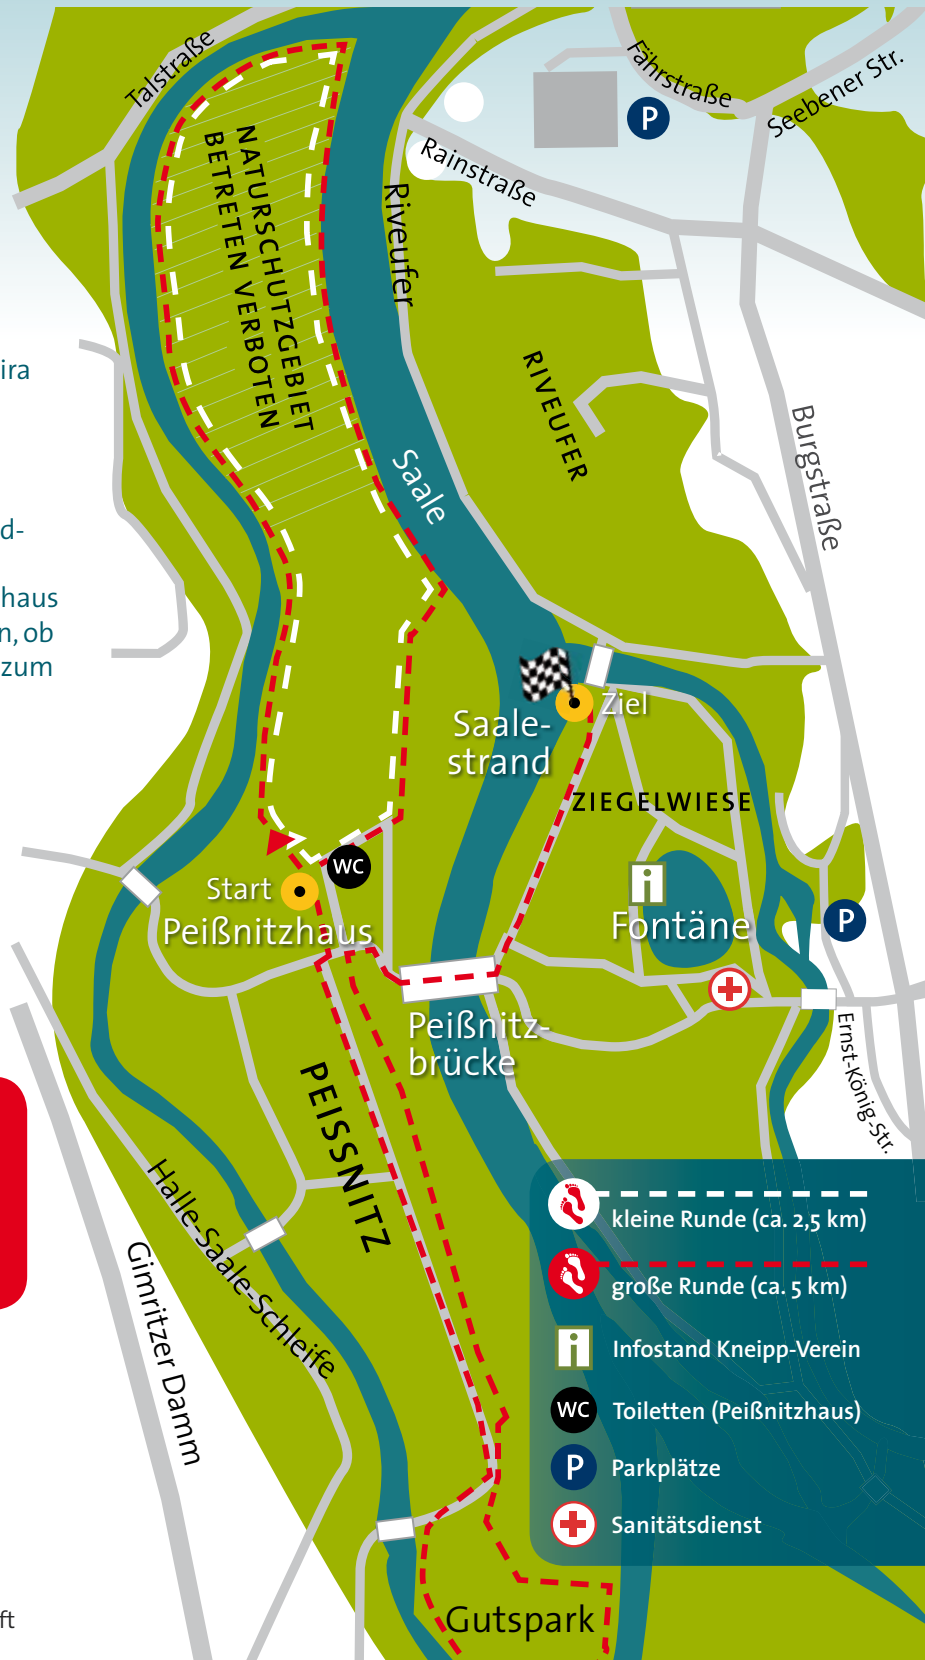 Talstraße
Fährstraße
Seebener Str.
P
Rainstraße
NATURSCHUTZGEBIET
BETRETEN VERBOTEN
Riveufer
ira
RIVEUFER
Burgstraße
Saale
d-
haus
n, ob
zum
Ziel
Saale-
strand
ZIEGELWIESE
WC
Start
Peißnitzhaus
i
Fontäne
P
Peißnitz-
brücke
Ernst-König-Str.
PEISSNITZ
Halle-Saale-Schleife
Gimritzer Damm
kleine Runde (ca. 2,5 km)
große Runde (ca. 5 km)
i Infostand Kneipp-Verein
WC Toiletten (Peißnitzhaus)
P Parkplätze
Sanitätsdienst
Gutspark
ft